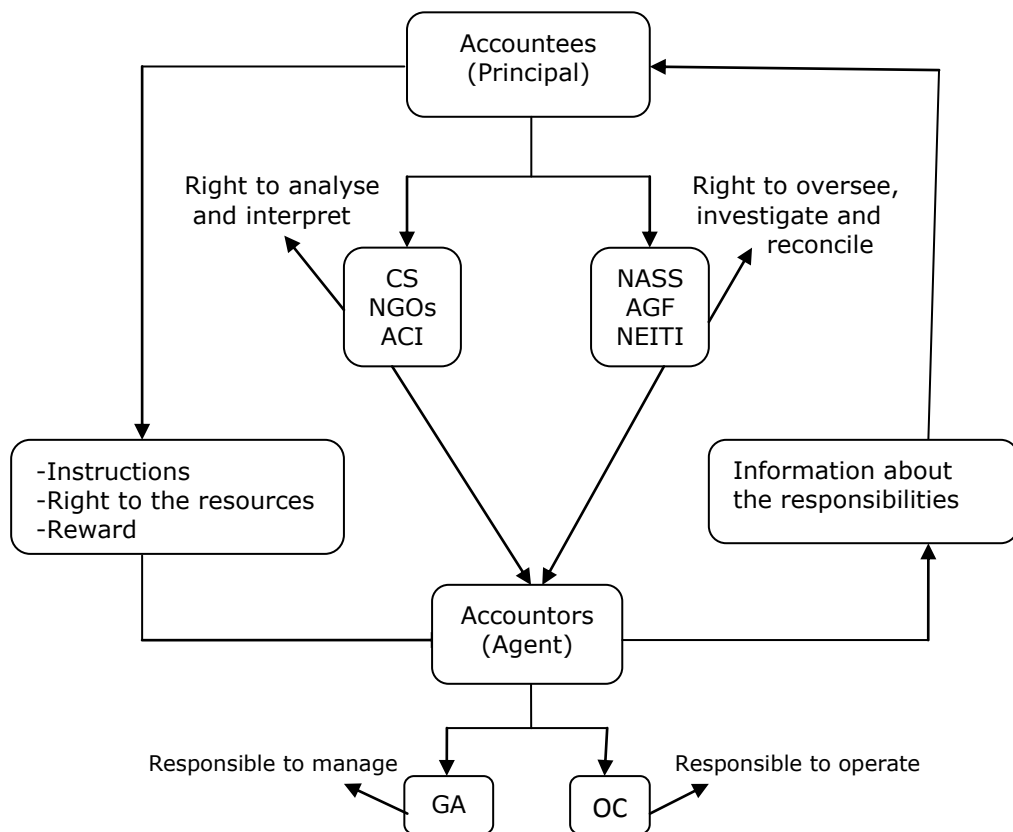 Accountees
(Principal)
Right to analyse
and interpret
Right to oversee,
investigate and
reconcile
CS
NGOs
ACI
NASS
AGF
NEITI
-Instructions
-Right to the resources
-Reward
Information about
the responsibilities
Accountors
(Agent)
Responsible to manage
Responsible to operate
GA
OC